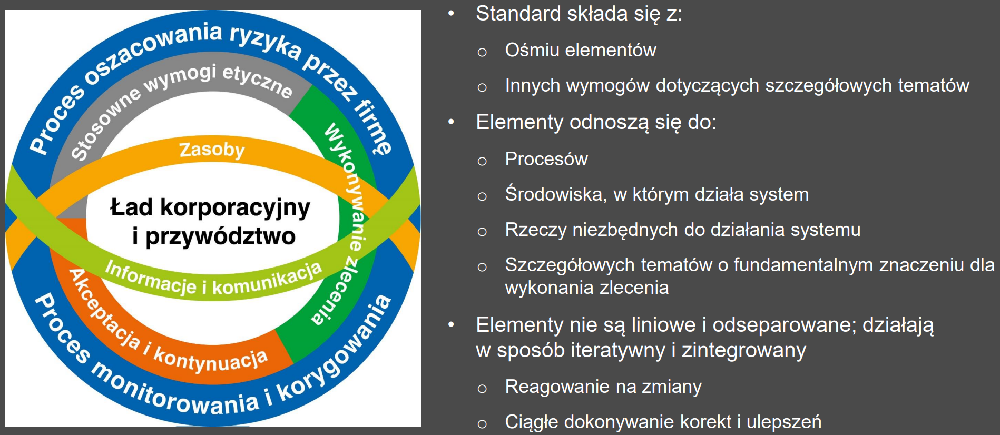 Proces oszacowania ryzyka przez firmę
Stosowne wymogi etyczne
Wykonywanie zlecenia
Zasoby
Ład korporacyjny
i przywództwo
Informacje i komunikacja
Akceptacja i kontynuacja
Proces monitorowania i korygowania
• Standard składa się z:
o Ośmiu elementów
o Innych wymogów dotyczących szczegółowych tematów
• Elementy odnoszą się do:
o Procesów
o Środowiska, w którym działa system
o Rzeczy niezbędnych do działania systemu
o Szczegółowych tematów o fundamentalnym znaczeniu dla
wykonania zlecenia
• Elementy nie są liniowe i odseparowane; działają
w sposób iteratywny i zintegrowany
o Reagowanie na zmiany
o Ciągłe dokonywanie korekt i ulepszeń